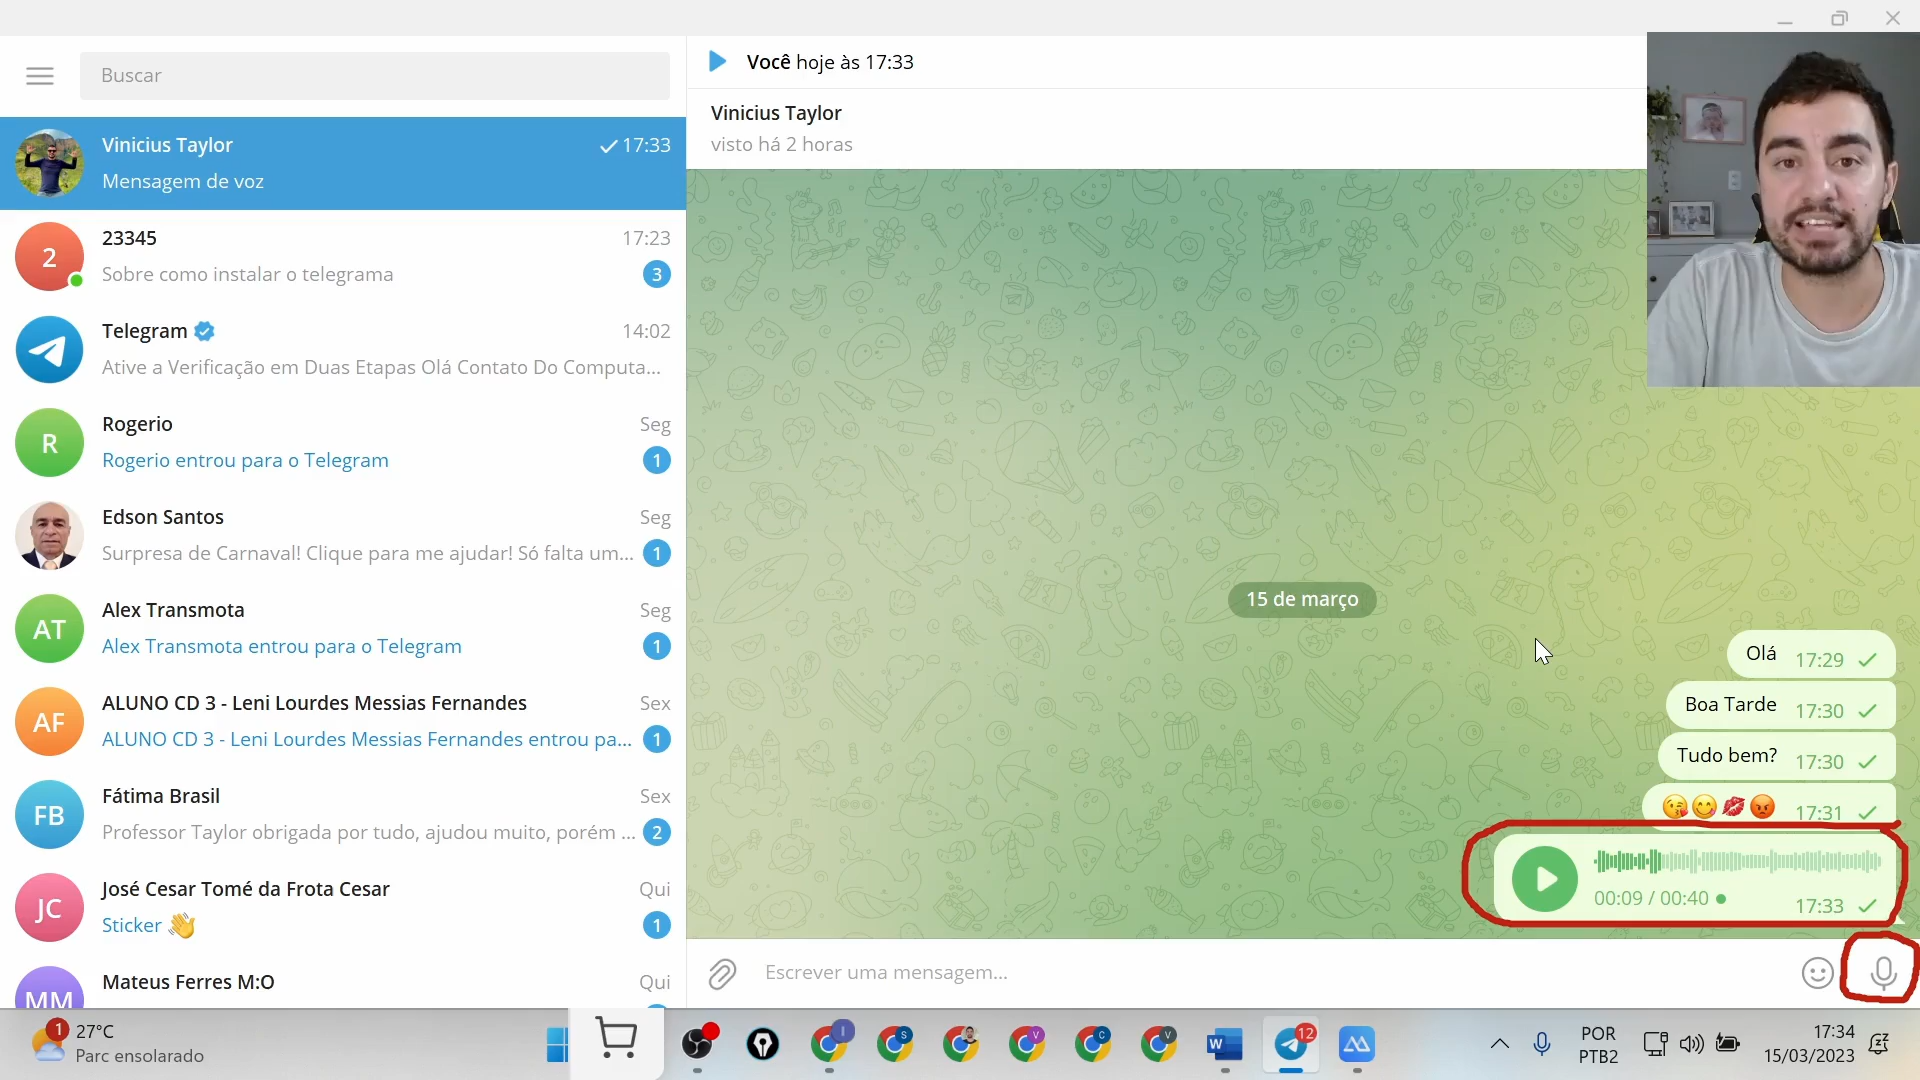 Buscar
Vinicius Taylor
17:33
Mensagem de voz
2
23345
17:23
Sobre como instalar o telegrama
3
Telegram
14:02
Ative a Verificação em Duas Etapas Olá Contato Do Computa...
R
Rogerio
Seg
Rogerio entrou para o Telegram
1
Edson Santos
Seg
Surpresa de Carnaval! Clique para me ajudar! Só falta um...
1
AT
Alex Transmota
Seg
Alex Transmota entrou para o Telegram
1
AF
ALUNO CD 3 - Leni Lourdes Messias Fernandes
Sex
ALUNO CD 3 - Leni Lourdes Messias Fernandes entrou pa...
1
FB
Fátima Brasil
Sex
Professor Taylor obrigada por tudo, ajudou muito, porém ...
2
JC
José Cesar Tomé da Frota Cesar
Qui
Sticker 👋
1
MM
Mateus Ferres M:O
Qui
Você hoje às 17:33
Vinicius Taylor
visto há 2 horas
15 de março
Olá 17:29
Boa Tarde 17:30
Tudo bem? 17:30
😘😋💋😡 17:31
00:09 / 00:40
17:33
Escrever uma mensagem...
1
27°C
Parc ensolarado
I
S
V
C
V
W
12
POR
PTB2
17:34
15/03/2023